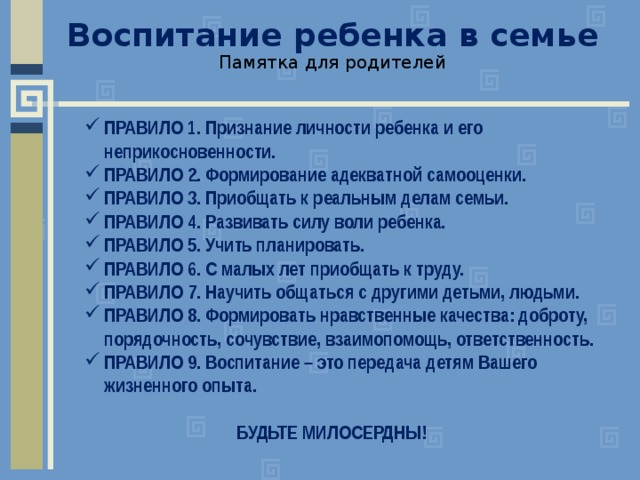 Воспитание ребенка в семье
Памятка для родителей
ПРАВИЛО 1. Признание личности ребенка и его
неприкосновенности.
ПРАВИЛО 2. Формирование адекватной самооценки.
ПРАВИЛО 3. Приобщать к реальным делам семьи.
ПРАВИЛО 4. Развивать силу воли ребенка.
ПРАВИЛО 5. Учить планировать.
ПРАВИЛО 6. С малых лет приобщать к труду.
ПРАВИЛО 7. Научить общаться с другими детьми, людьми.
ПРАВИЛО 8. Формировать нравственные качества: доброту,
порядочность, сочувствие, взаимопомощь, ответственность.
ПРАВИЛО 9. Воспитание – это передача детям Вашего
жизненного опыта.
БУДЬТЕ МИЛОСЕРДНЫ!